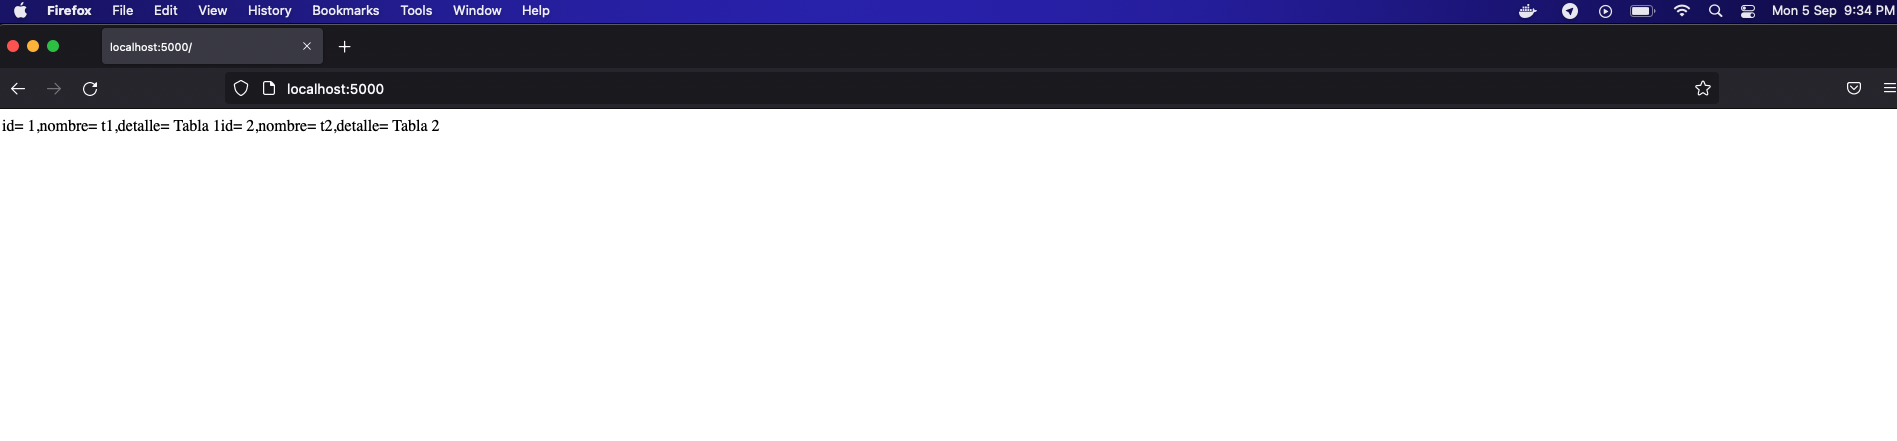 Firefox File Edit View History Bookmarks Tools Window Help Mon 5 Sep 9:34 PM
localhost:5000/
localhost:5000
id= 1,nombre= t1,detalle= Tabla 1id= 2,nombre= t2,detalle= Tabla 2